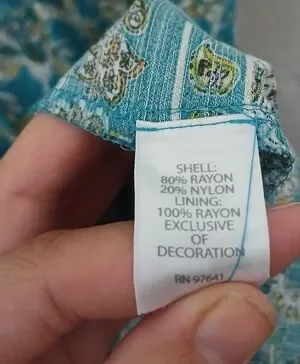 SHELL:
80% RAYON
20% NYLON
LINING:
100% RAYON
EXCLUSIVE
OF
DECORATION
RN 97641